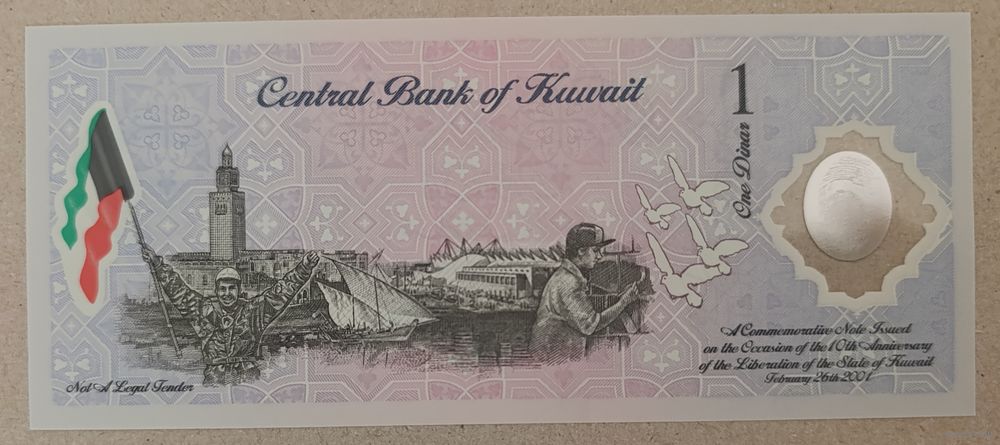 Central Bank of Kuwait
1
One Dinar
A Commemorative Note Issued
on the Occasion of the 10th Anniversary
of the Liberation of the State of Kuwait
February 26th 2001
Not A Legal Tender